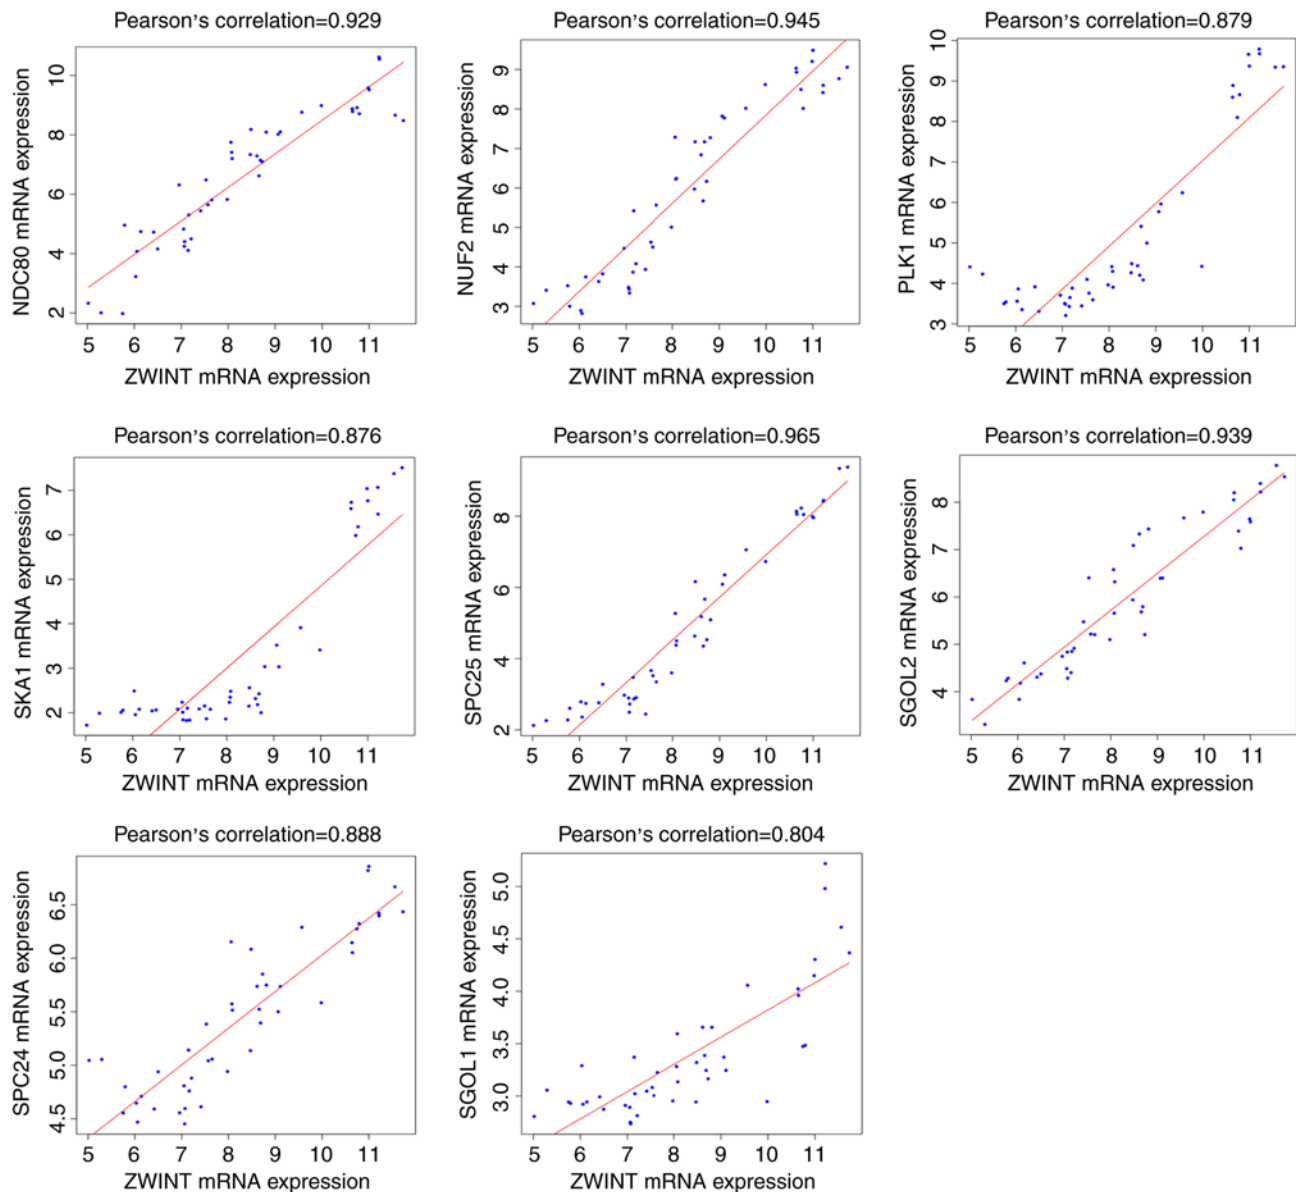 Pearson's correlation=0.929
NDC80 mRNA expression
10
8
6
4
2
5 6 7 8 9 10 11
ZWINT mRNA expression
Pearson's correlation=0.945
NUF2 mRNA expression
9
8
7
6
5
4
3
5 6 7 8 9 10 11
ZWINT mRNA expression
Pearson's correlation=0.879
PLK1 mRNA expression
10
9
8
7
6
5
4
3
5 6 7 8 9 10 11
ZWINT mRNA expression
Pearson's correlation=0.876
SKA1 mRNA expression
7
6
5
4
3
2
5 6 7 8 9 10 11
ZWINT mRNA expression
Pearson's correlation=0.965
SPC25 mRNA expression
8
6
4
2
5 6 7 8 9 10 11
ZWINT mRNA expression
Pearson's correlation=0.939
SGOL2 mRNA expression
8
7
6
5
4
5 6 7 8 9 10 11
ZWINT mRNA expression
Pearson's correlation=0.888
SPC24 mRNA expression
6.5
6.0
5.5
5.0
4.5
5 6 7 8 9 10 11
ZWINT mRNA expression
Pearson's correlation=0.804
SGOL1 mRNA expression
5.0
4.5
4.0
3.5
3.0
5 6 7 8 9 10 11
ZWINT mRNA expression